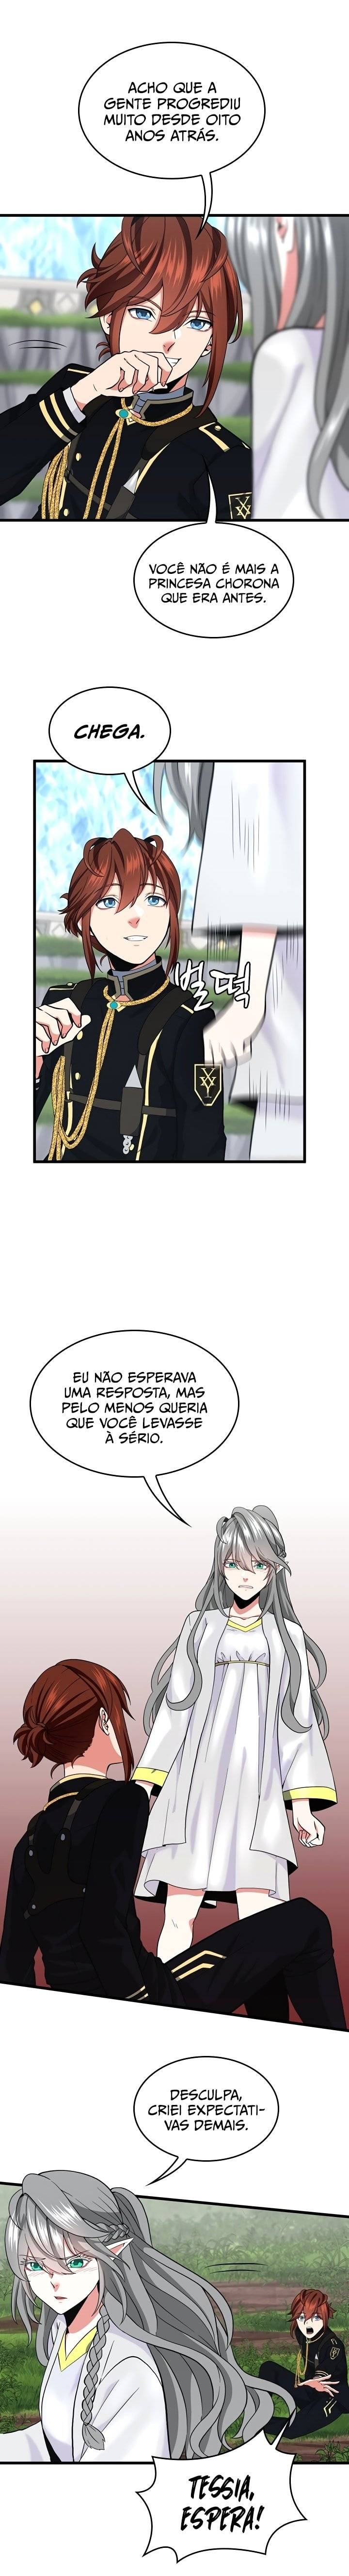 ACHO QUE A
GENTE PROGREDIU
MUITO DESDE OITO
ANOS ATRÁS.
VOCÊ NÃO É MAIS A
PRINCESA CHORONA
QUE ERA ANTES.
CHEGA.
벌떡
EU NÃO ESPERAVA
UMA RESPOSTA, MAS
PELO MENOS QUERIA
QUE VOCÊ LEVASSE
À SÉRIO.
DESCULPA,
CRIEI EXPECTATI-
VAS DEMAIS.
TESSIA,
ESPERA!